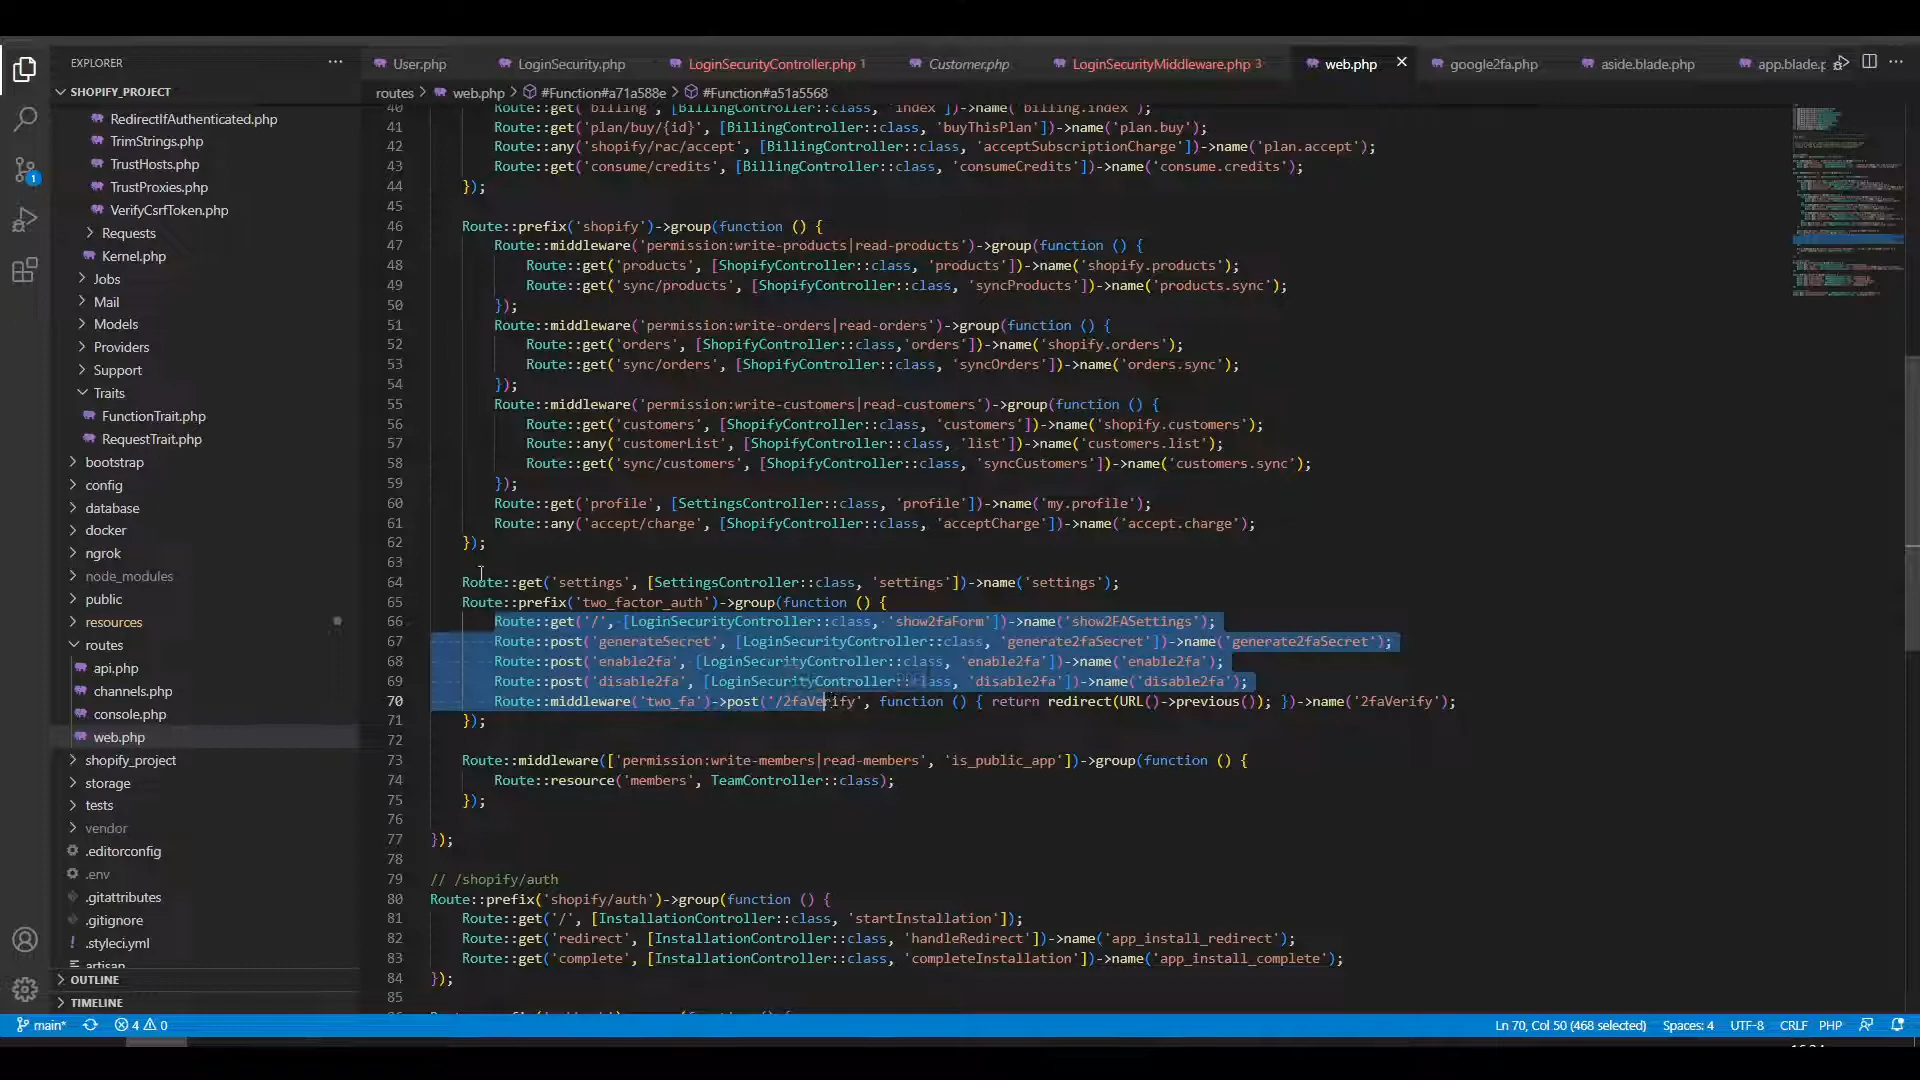 EXPLORER
SHOPIFY_PROJECT
RedirectIfAuthenticated.php
TrimStrings.php
TrustHosts.php
TrustProxies.php
VerifyCsrfToken.php
Requests
Kernel.php
Jobs
Mail
Models
Providers
Support
Traits
FunctionTrait.php
RequestTrait.php
bootstrap
config
database
docker
ngrok
node_modules
public
resources
routes
api.php
channels.php
console.php
web.php
shopify_project
storage
tests
vendor
.editorconfig
.env
.gitattributes
.gitignore
.styleci.yml
artisan
OUTLINE
TIMELINE
User.php LoginSecurity.php LoginSecurityController.php 1 Customer.php LoginSecurityMiddleware.php 3 web.php google2fa.php aside.blade.php app.blade.p
routes > web.php > #Function#a71a588e > #Function#a51a5568
40 Route::get('billing', [BillingController::class, 'index'])->name('billing.index');
41 Route::get('plan/buy/{id}', [BillingController::class, 'buyThisPlan'])->name('plan.buy');
42 Route::any('shopify/rac/accept', [BillingController::class, 'acceptSubscriptionCharge'])->name('plan.accept');
43 Route::get('consume/credits', [BillingController::class, 'consumeCredits'])->name('consume.credits');
44 });
45
46 Route::prefix('shopify')->group(function () {
47 Route::middleware('permission:write-products|read-products')->group(function () {
48 Route::get('products', [ShopifyController::class, 'products'])->name('shopify.products');
49 Route::get('sync/products', [ShopifyController::class, 'syncProducts'])->name('products.sync');
50 });
51 Route::middleware('permission:write-orders|read-orders')->group(function () {
52 Route::get('orders', [ShopifyController::class,'orders'])->name('shopify.orders');
53 Route::get('sync/orders', [ShopifyController::class, 'syncOrders'])->name('orders.sync');
54 });
55 Route::middleware('permission:write-customers|read-customers')->group(function () {
56 Route::get('customers', [ShopifyController::class, 'customers'])->name('shopify.customers');
57 Route::any('customerList', [ShopifyController::class, 'list'])->name('customers.list');
58 Route::get('sync/customers', [ShopifyController::class, 'syncCustomers'])->name('customers.sync');
59 });
60 Route::get('profile', [SettingsController::class, 'profile'])->name('my.profile');
61 Route::any('accept/charge', [ShopifyController::class, 'acceptCharge'])->name('accept.charge');
62 });
63
64 Route::get('settings', [SettingsController::class, 'settings'])->name('settings');
65 Route::prefix('two_factor_auth')->group(function () {
66 Route::get('/', [LoginSecurityController::class, 'show2faForm'])->name('show2FASettings');
67 Route::post('generateSecret', [LoginSecurityController::class, 'generate2faSecret'])->name('generate2faSecret');
68 Route::post('enable2fa', [LoginSecurityController::class, 'enable2fa'])->name('enable2fa');
69 Route::post('disable2fa', [LoginSecurityController::class, 'disable2fa'])->name('disable2fa');
70 Route::middleware('two_fa')->post('/2faVerify', function () { return redirect(URL()->previous()); })->name('2faVerify');
71 });
72
73 Route::middleware(['permission:write-members|read-members', 'is_public_app'])->group(function () {
74 Route::resource('members', TeamController::class);
75 });
76
77 });
78
79 // /shopify/auth
80 Route::prefix('shopify/auth')->group(function () {
81 Route::get('/', [InstallationController::class, 'startInstallation']);
82 Route::get('redirect', [InstallationController::class, 'handleRedirect'])->name('app_install_redirect');
83 Route::get('complete', [InstallationController::class, 'completeInstallation'])->name('app_install_complete');
84 });
85
1
main* 4 0 Ln 70, Col 50 (468 selected) Spaces: 4 UTF-8 CRLF PHP